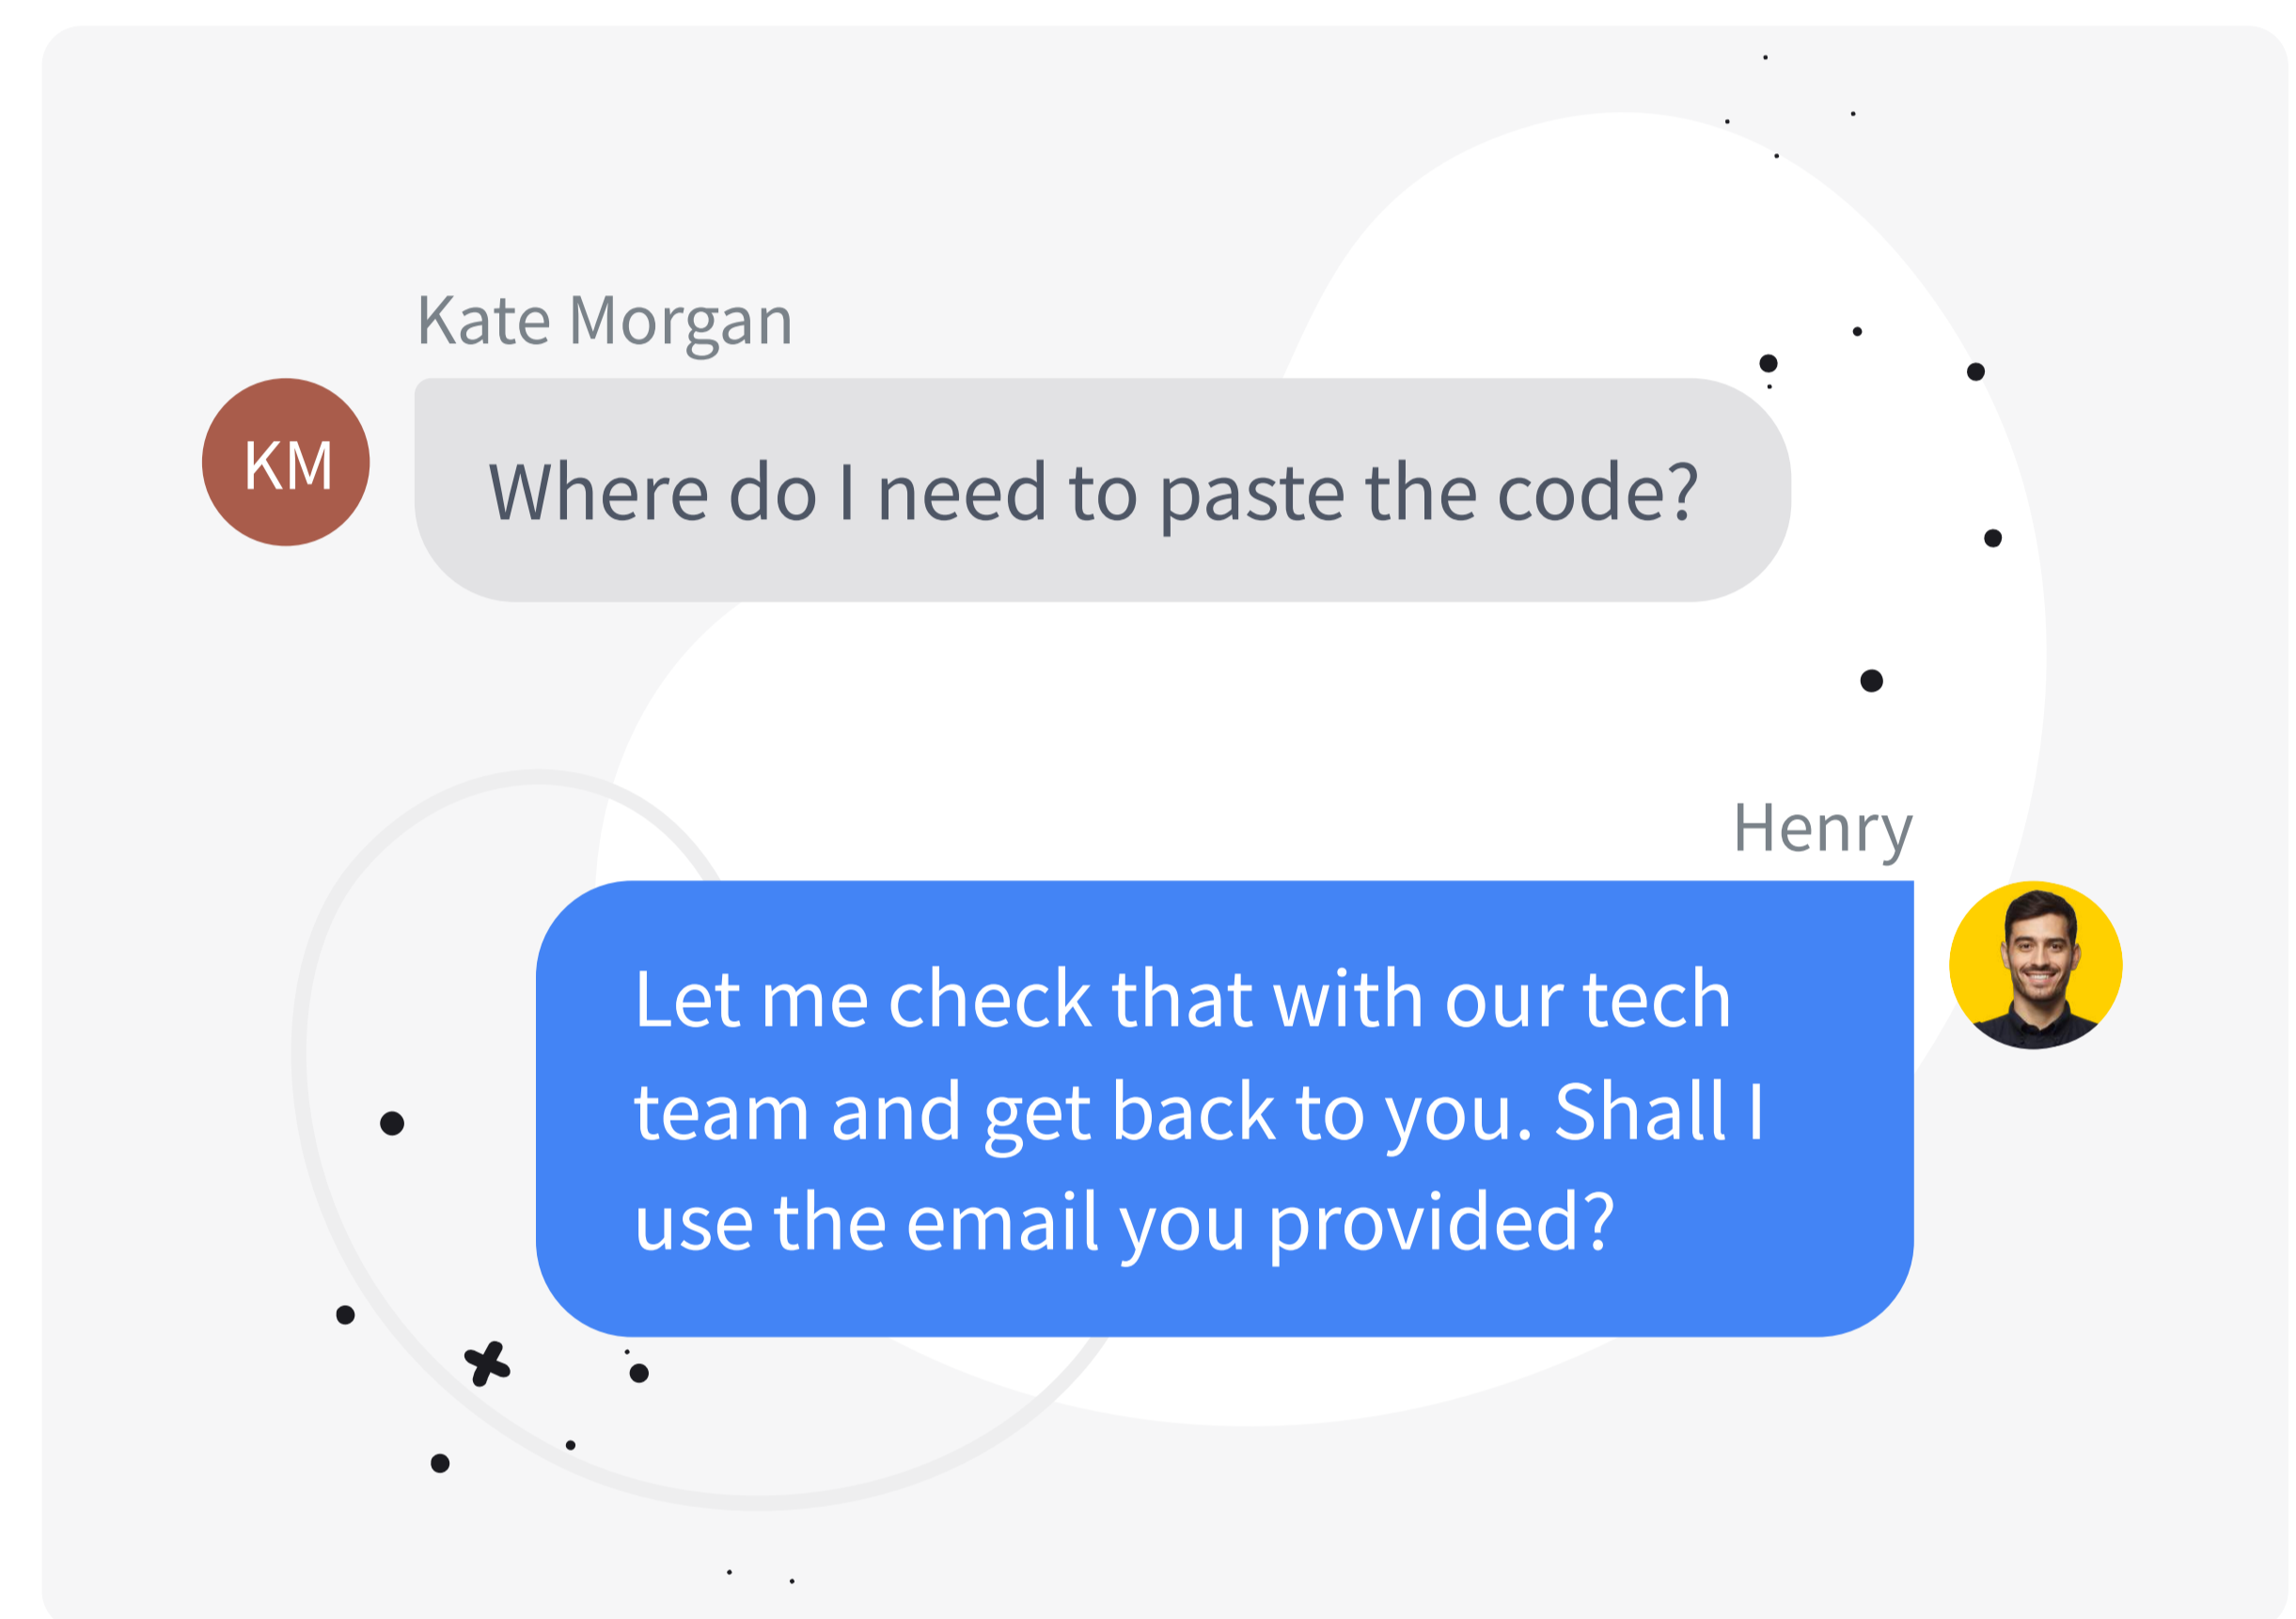 Kate Morgan
KM
Where do I need to paste the code?
Henry
Let me check that with our tech
team and get back to you. Shall I
use the email you provided?